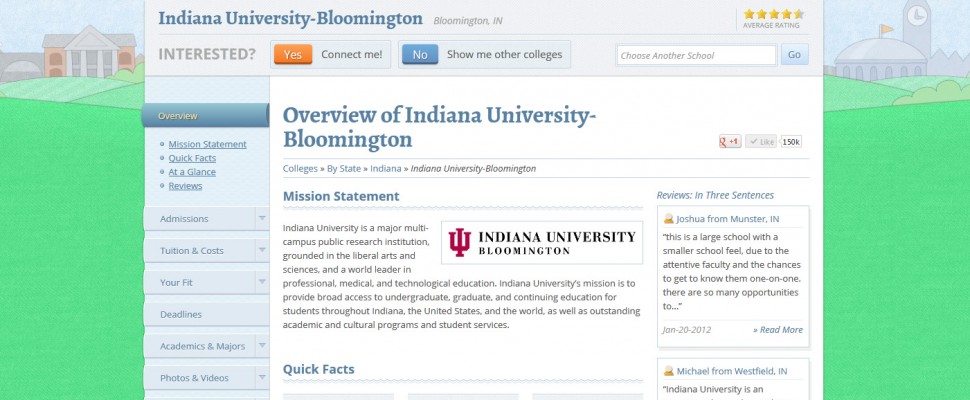 Indiana University-Bloomington Bloomington, IN
AVERAGE RATING
INTERESTED? Yes Connect me! No Show me other colleges Choose Another School Go
Overview
Mission Statement
Quick Facts
At a Glance
Reviews
Admissions
Tuition & Costs
Your Fit
Deadlines
Academics & Majors
Photos & Videos
Overview of Indiana University-
Bloomington
g +1 Like 150k
Colleges » By State » Indiana » Indiana University-Bloomington
Mission Statement
Indiana University is a major multi-
campus public research institution,
grounded in the liberal arts and
sciences, and a world leader in
professional, medical, and technological education. Indiana University's mission is to
provide broad access to undergraduate, graduate, and continuing education for
students throughout Indiana, the United States, and the world, as well as outstanding
academic and cultural programs and student services.
INDIANA UNIVERSITY
BLOOMINGTON
Quick Facts
Reviews: In Three Sentences
Joshua from Munster, IN
“this is a large school with a
smaller school feel, due to the
attentive faculty and the chances
to get to know them one-on-one.
there are so many opportunities
to...”
Jan-20-2012 » Read More
Michael from Westfield, IN
“Indiana University is an